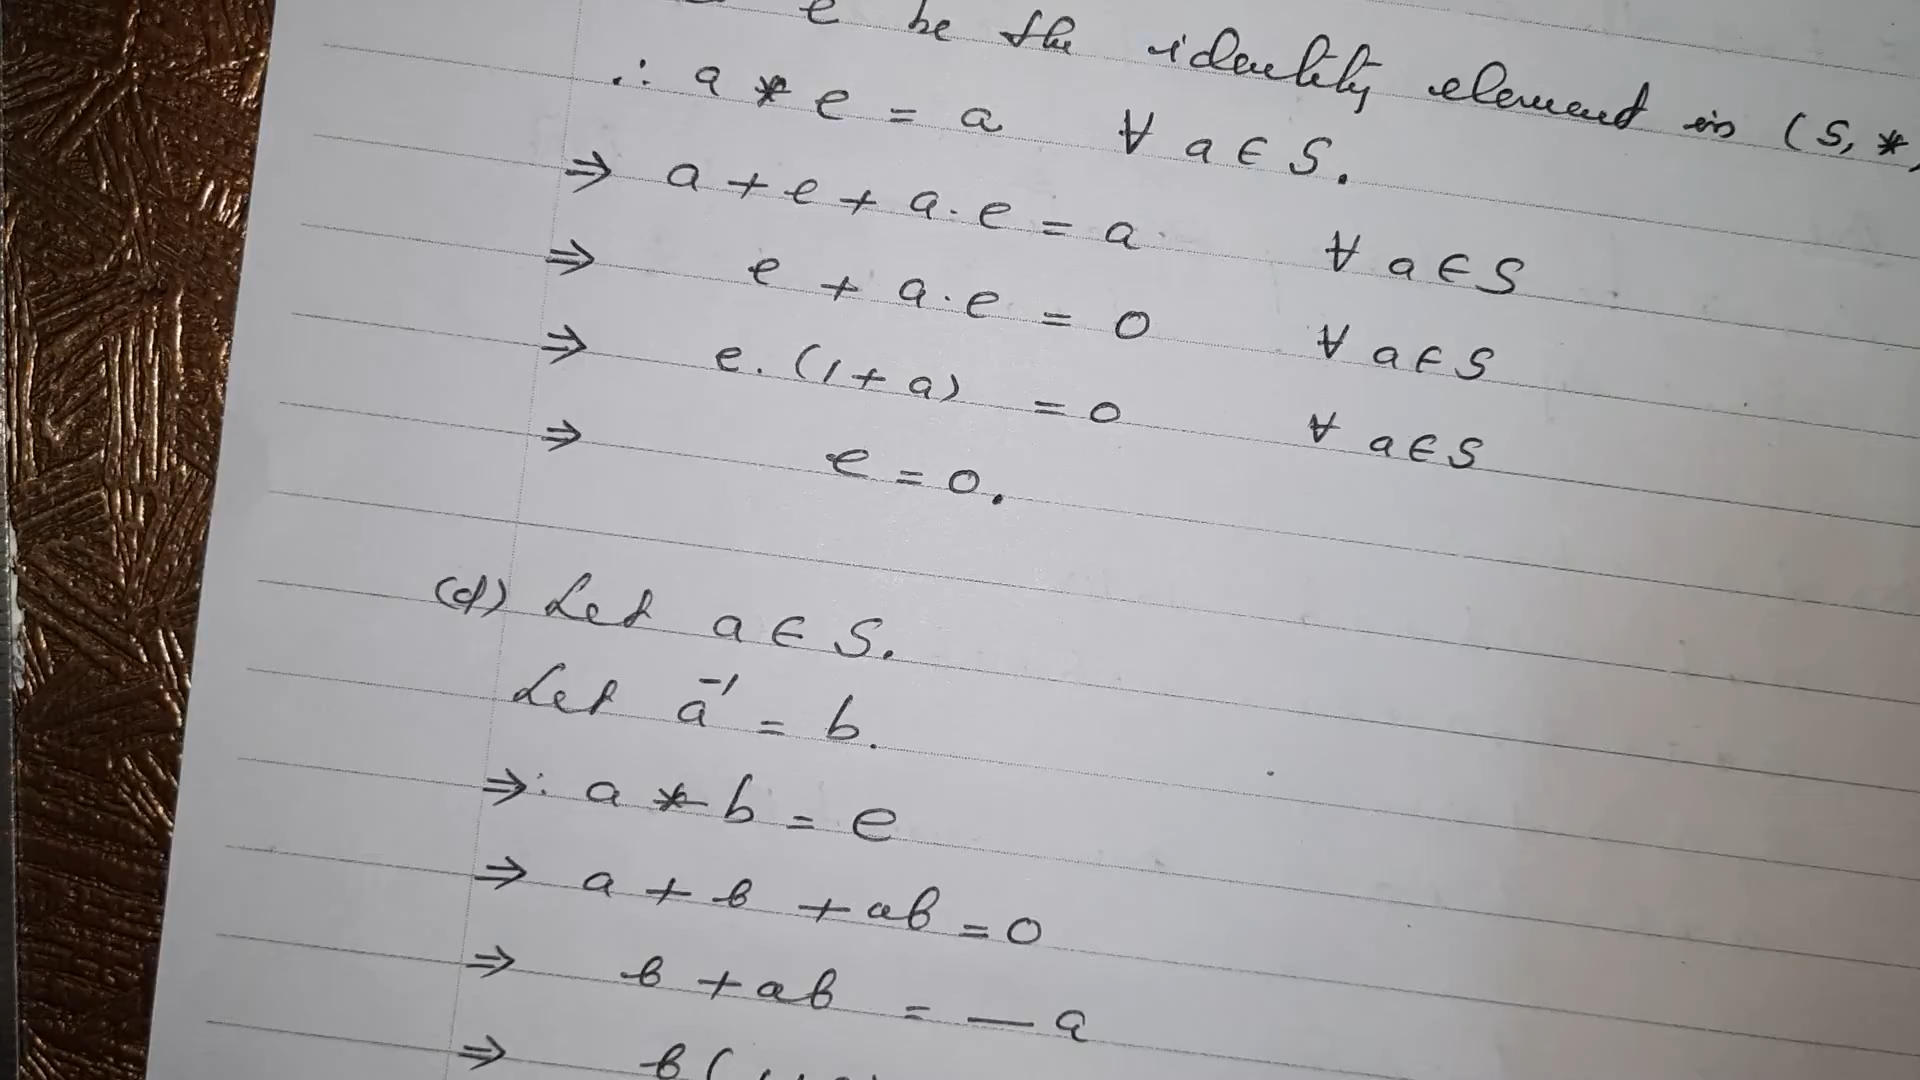 e be the identity element in (S, *)
∴ a * e = a ∀ a ∈ S.
⇒ a + e + a.e = a ∀ a ∈ S
⇒ e + a.e = 0 ∀ a ∈ S
⇒ e.(1+a) = 0 ∀ a ∈ S
⇒ e = 0.
(d) Let a ∈ S.
Let a⁻¹ = b.
⇒: a * b = e
⇒ a + b + ab = 0
⇒ b + ab = — a
⇒ b (